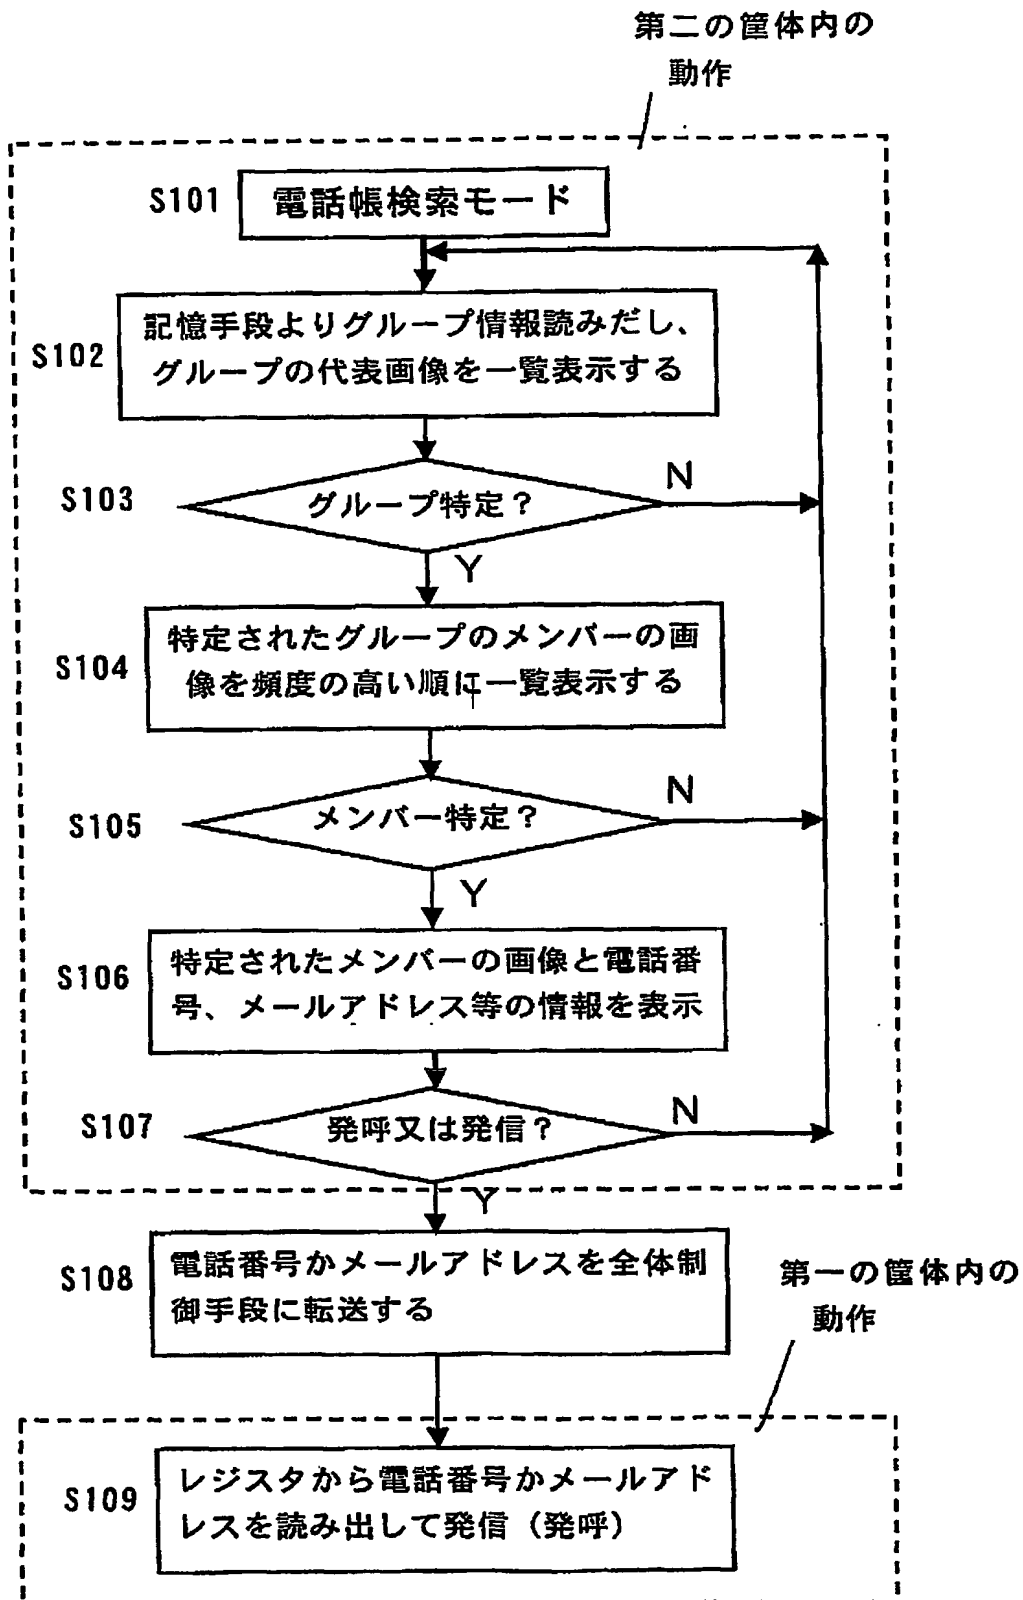 第二の筐体内の
動作
S101
電話帳検索モード
S102
記憶手段よりグループ情報読みだし、
グループの代表画像を一覧表示する
S103
グループ特定？
N
Y
S104
特定されたグループのメンバーの画
像を頻度の高い順に一覧表示する
S105
メンバー特定？
N
Y
S106
特定されたメンバーの画像と電話番
号、メールアドレス等の情報を表示
S107
発呼又は発信？
N
Y
S108
電話番号かメールアドレスを全体制
御手段に転送する
第一の筐体内の
動作
S109
レジスタから電話番号かメールアド
レスを読み出して発信（発呼）